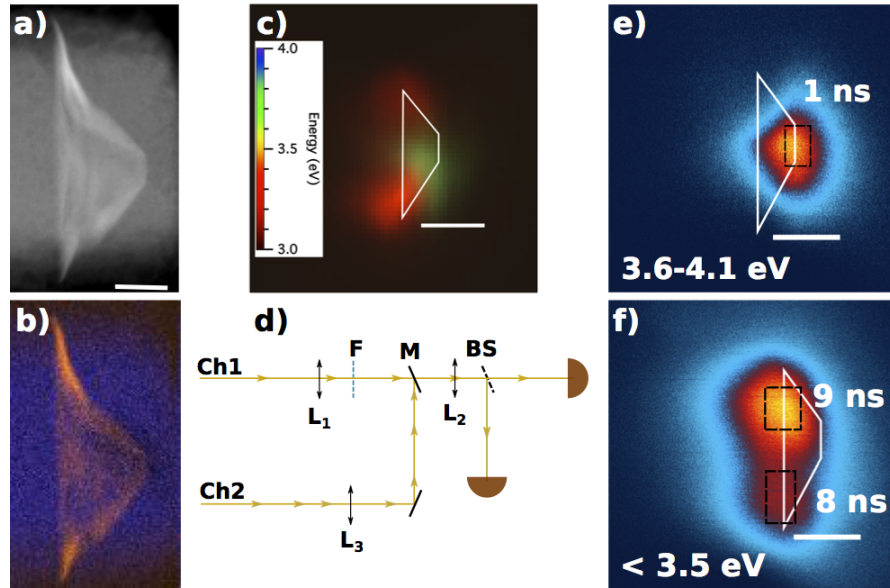 a)
b)
c)
4.0
3.5
3.0
Energy (eV)
d)
Ch1
F
M
BS
L1
L2
Ch2
L3
e)
1 ns
3.6-4.1 eV
f)
9 ns
8 ns
< 3.5 eV